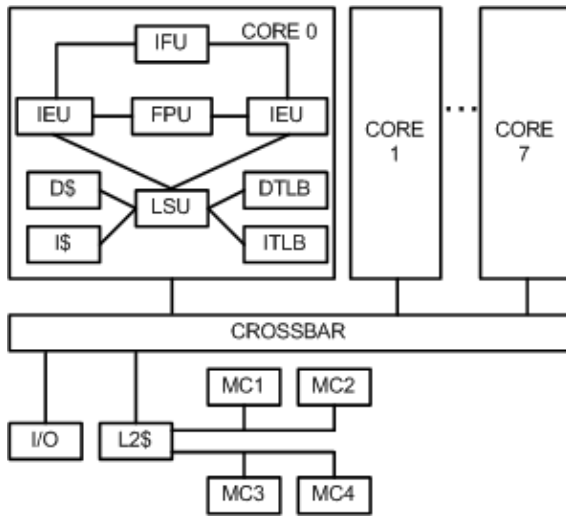 CORE 0
IFU
IEU
FPU
IEU
D$
LSU
DTLB
I$
ITLB
CORE
1
...
CORE
7
CROSSBAR
MC1
MC2
I/O
L2$
MC3
MC4